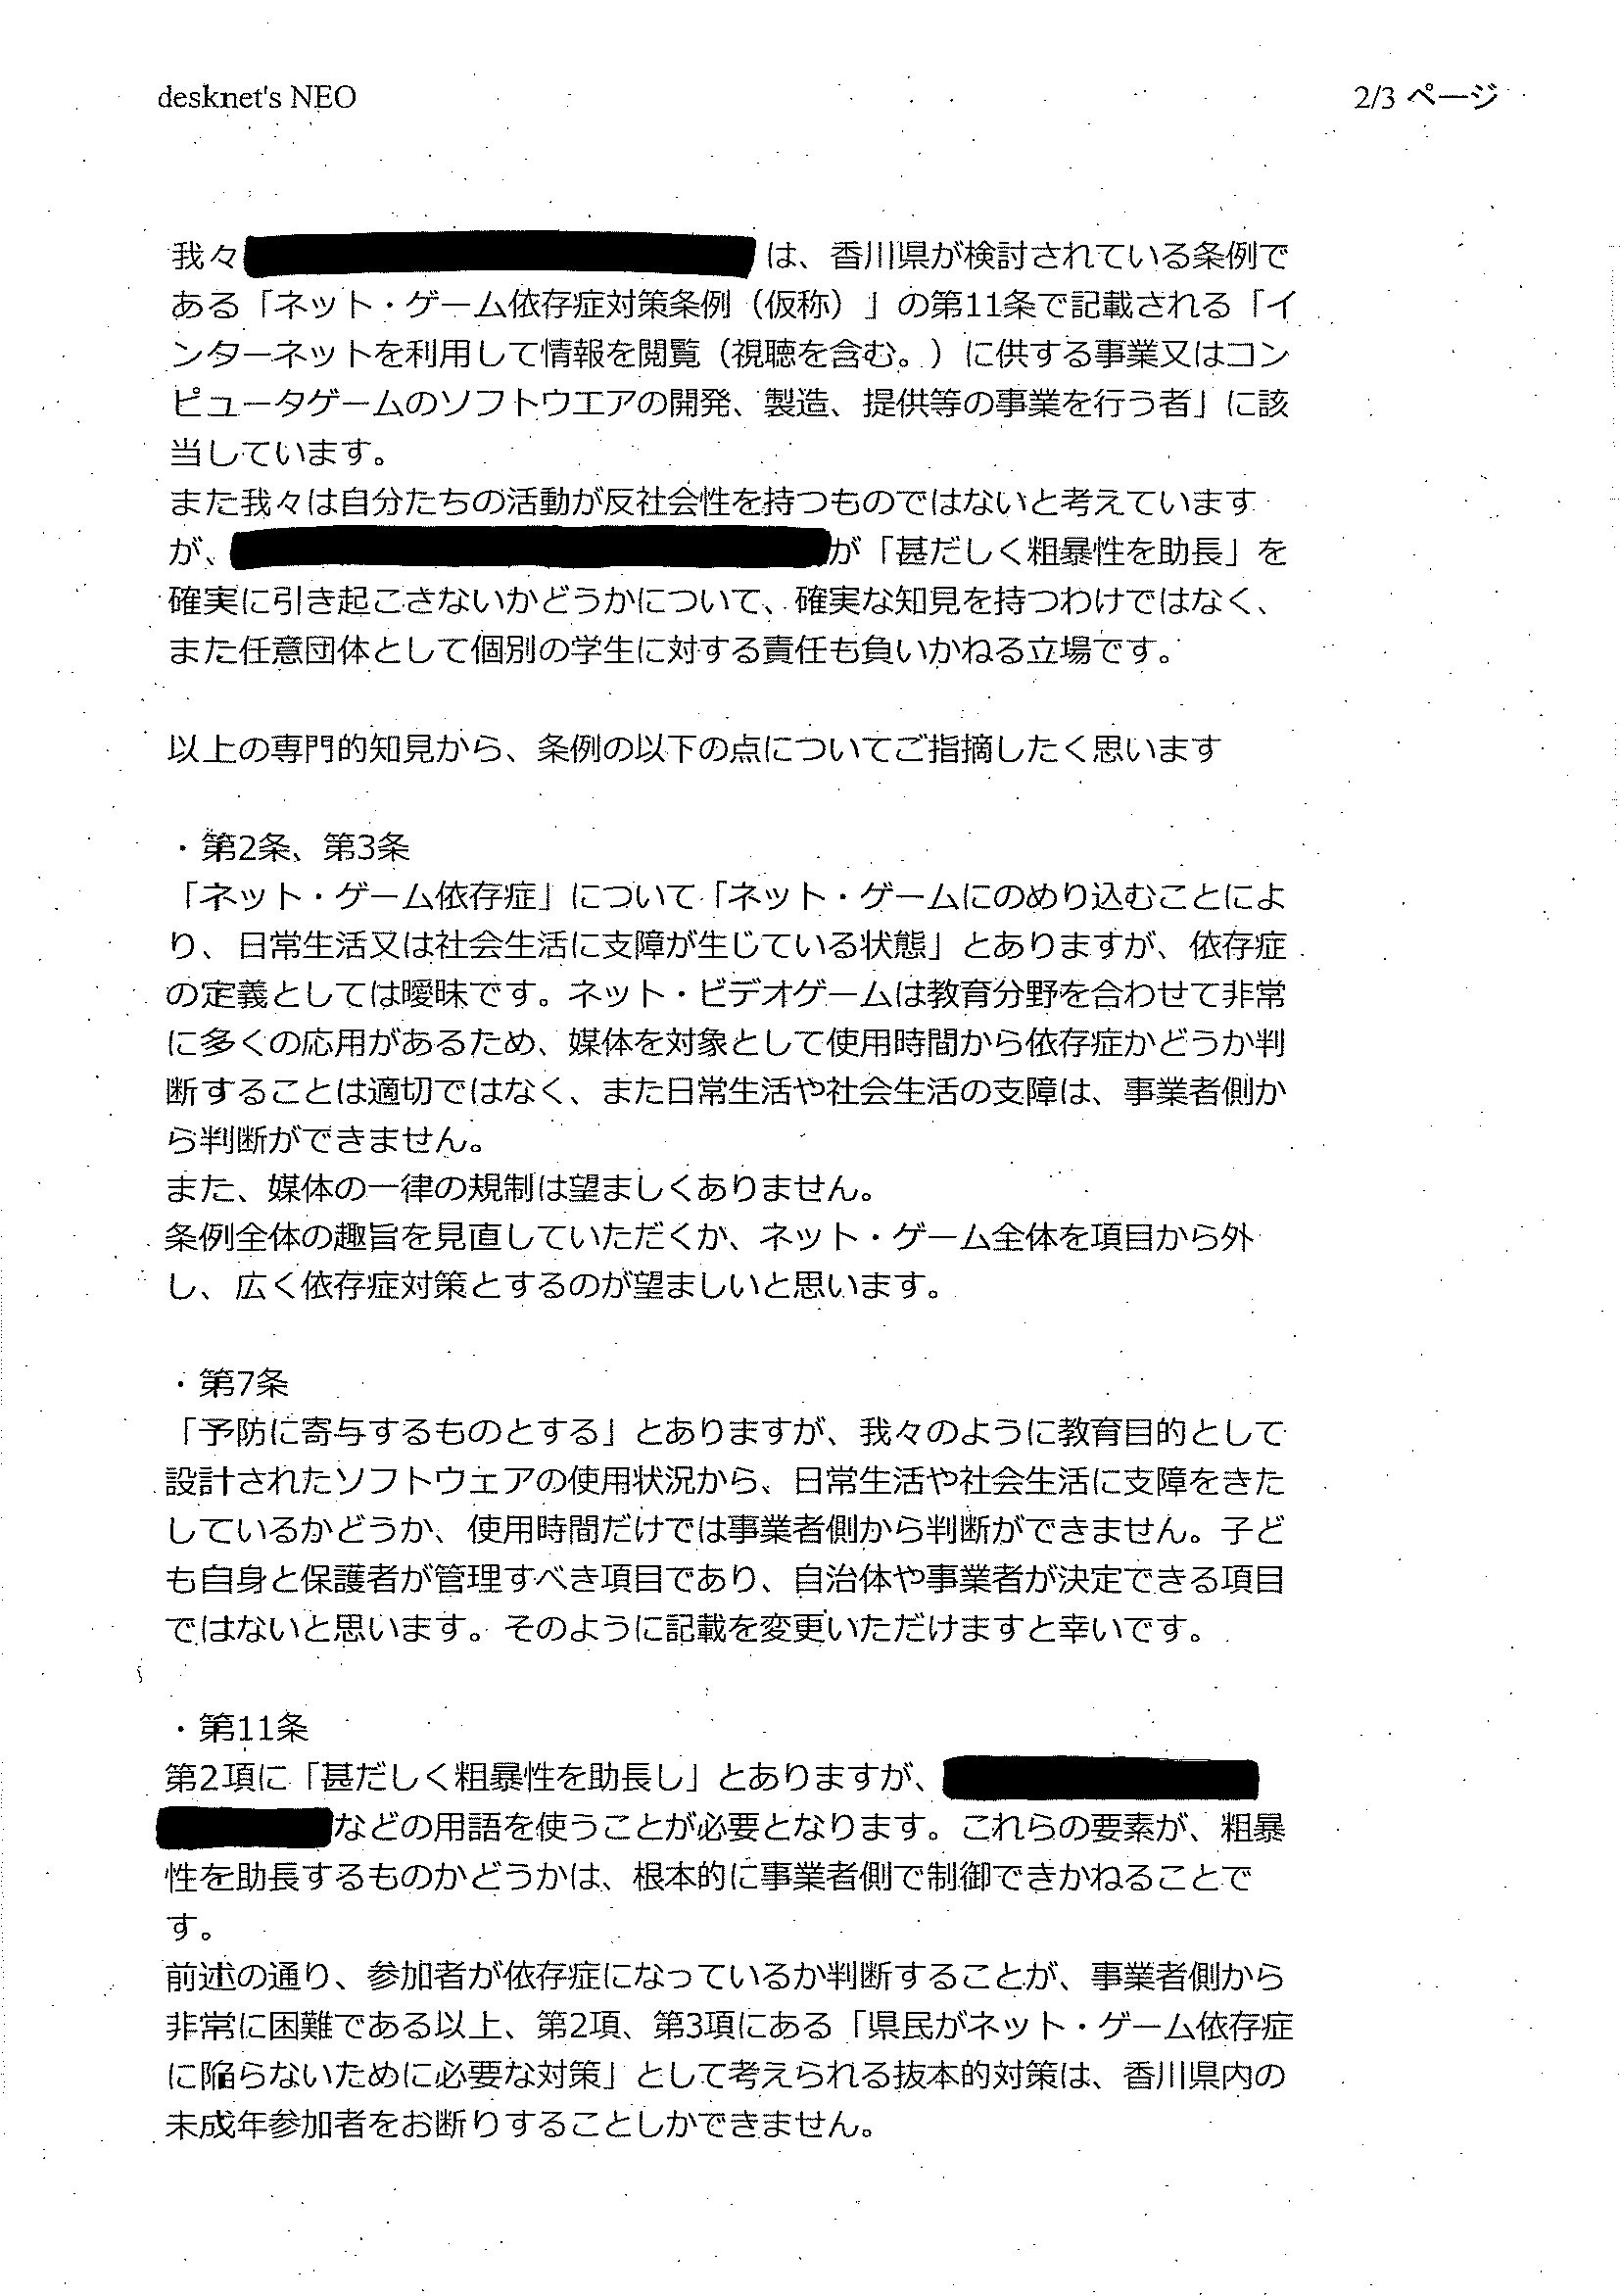 desknet's NEO
2/3 ページ
我々 は、香川県が検討されている条例で
ある「ネット・ゲーム依存症対策条例（仮称）」の第11条で記載される「イ
ンターネットを利用して情報を閲覧（視聴を含む。）に供する事業又はコン
ピュータゲームのソフトウエアの開発、製造、提供等の事業を行う者」に該
当しています。
また我々は自分たちの活動が反社会性を持つものではないと考えています
が、 が「甚だしく粗暴性を助長」を
確実に引き起こさないかどうかについて、確実な知見を持つわけではなく、
また任意団体として個別の学生に対する責任も負いかねる立場です。
以上の専門的知見から、条例の以下の点についてご指摘したく思います
・第2条、第3条
「ネット・ゲーム依存症」について「ネット・ゲームにのめり込むことによ
り、日常生活又は社会生活に支障が生じている状態」とありますが、依存症
の定義としては曖昧です。ネット・ビデオゲームは教育分野を合わせて非常
に多くの応用があるため、媒体を対象として使用時間から依存症かどうか判
断することは適切ではなく、また日常生活や社会生活の支障は、事業者側か
ら判断ができません。
また、媒体の一律の規制は望ましくありません。
条例全体の趣旨を見直していただくか、ネット・ゲーム全体を項目から外
し、広く依存症対策とするのが望ましいと思います。
・第7条
「予防に寄与するものとする」とありますが、我々のように教育目的として
設計されたソフトウェアの使用状況から、日常生活や社会生活に支障をきた
しているかどうか、使用時間だけでは事業者側から判断ができません。子ど
も自身と保護者が管理すべき項目であり、自治体や事業者が決定できる項目
ではないと思います。そのように記載を変更いただけますと幸いです。
・第11条
第2項に「甚だしく粗暴性を助長し」とありますが、
などの用語を使うことが必要となります。これらの要素が、粗暴
性を助長するものかどうかは、根本的に事業者側で制御できかねることで
す。
前述の通り、参加者が依存症になっているか判断することが、事業者側から
非常に困難である以上、第2項、第3項にある「県民がネット・ゲーム依存症
に陥らないために必要な対策」として考えられる抜本的対策は、香川県内の
未成年参加者をお断りすることしかできません。